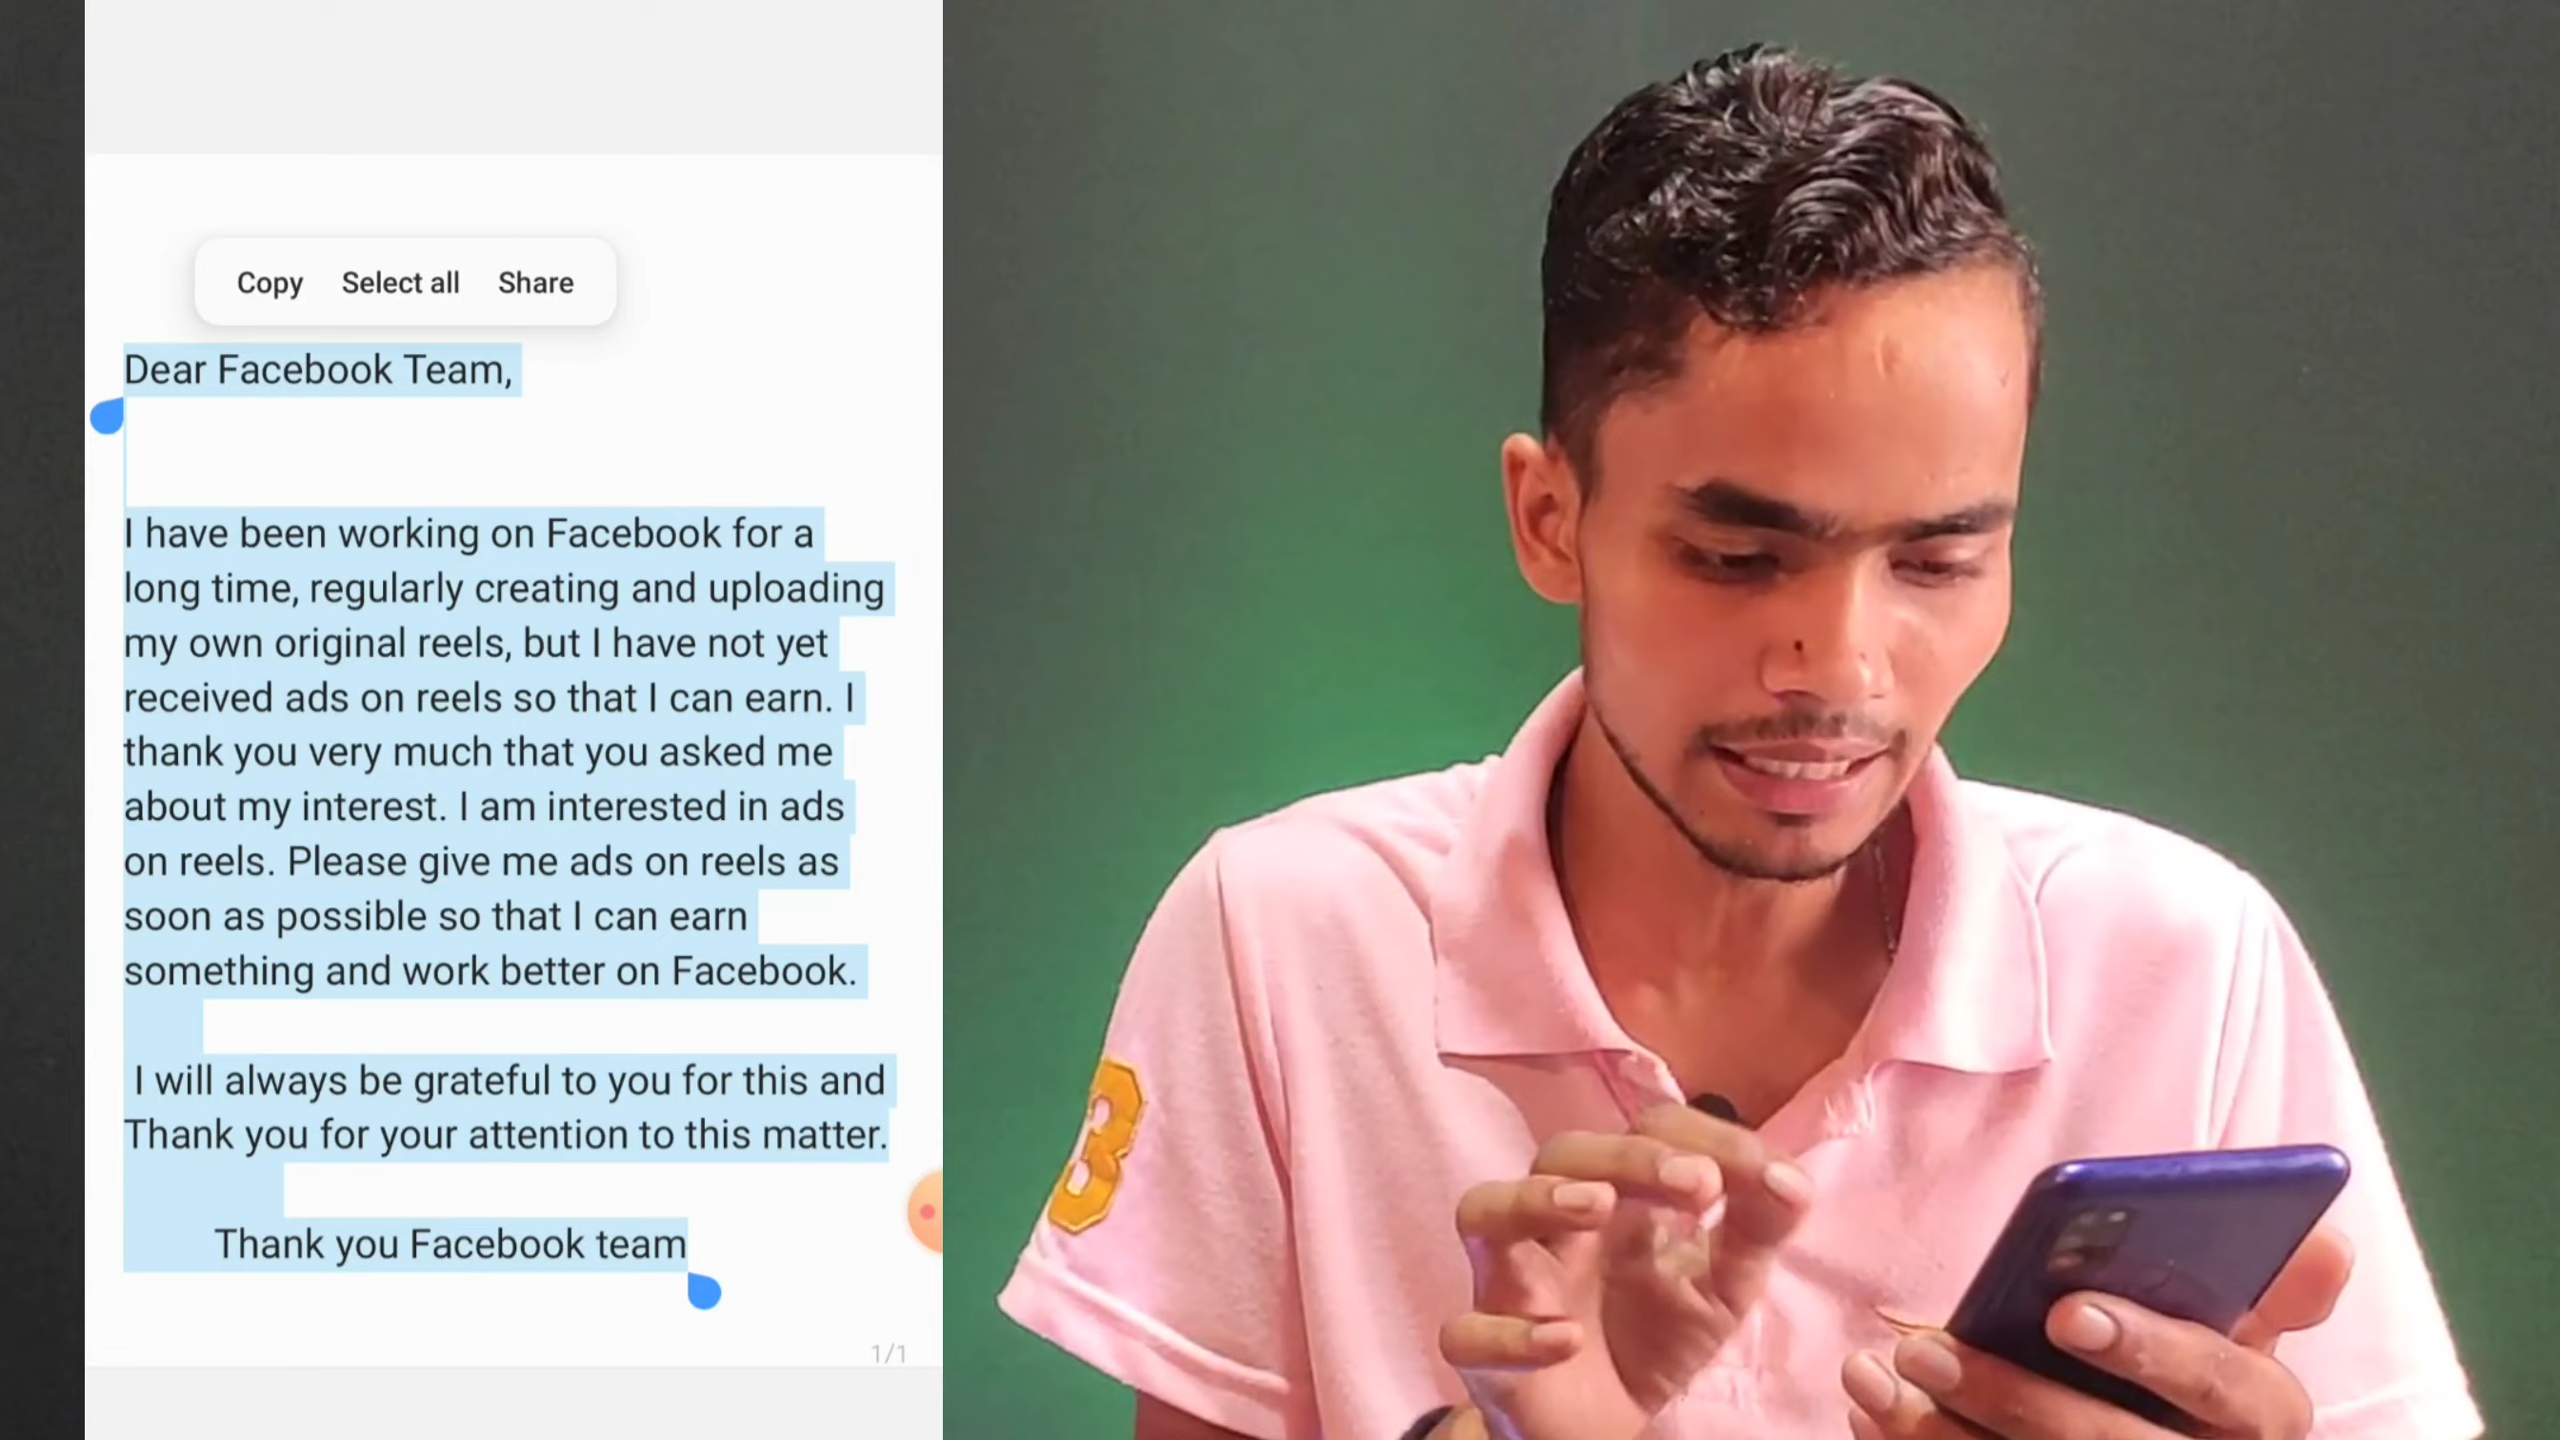 Copy Select all Share
Dear Facebook Team,
I have been working on Facebook for a
long time, regularly creating and uploading
my own original reels, but I have not yet
received ads on reels so that I can earn. I
thank you very much that you asked me
about my interest. I am interested in ads
on reels. Please give me ads on reels as
soon as possible so that I can earn
something and work better on Facebook.
I will always be grateful to you for this and
Thank you for your attention to this matter.
Thank you Facebook team
1/1
3